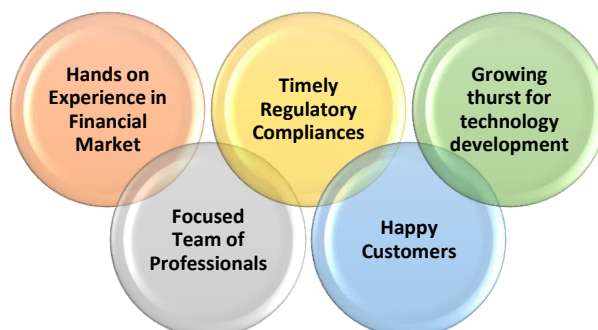 Hands on
Experience in
Financial
Market
Timely
Regulatory
Compliances
Growing
thurst for
technology
development
Focused
Team of
Professionals
Happy
Customers